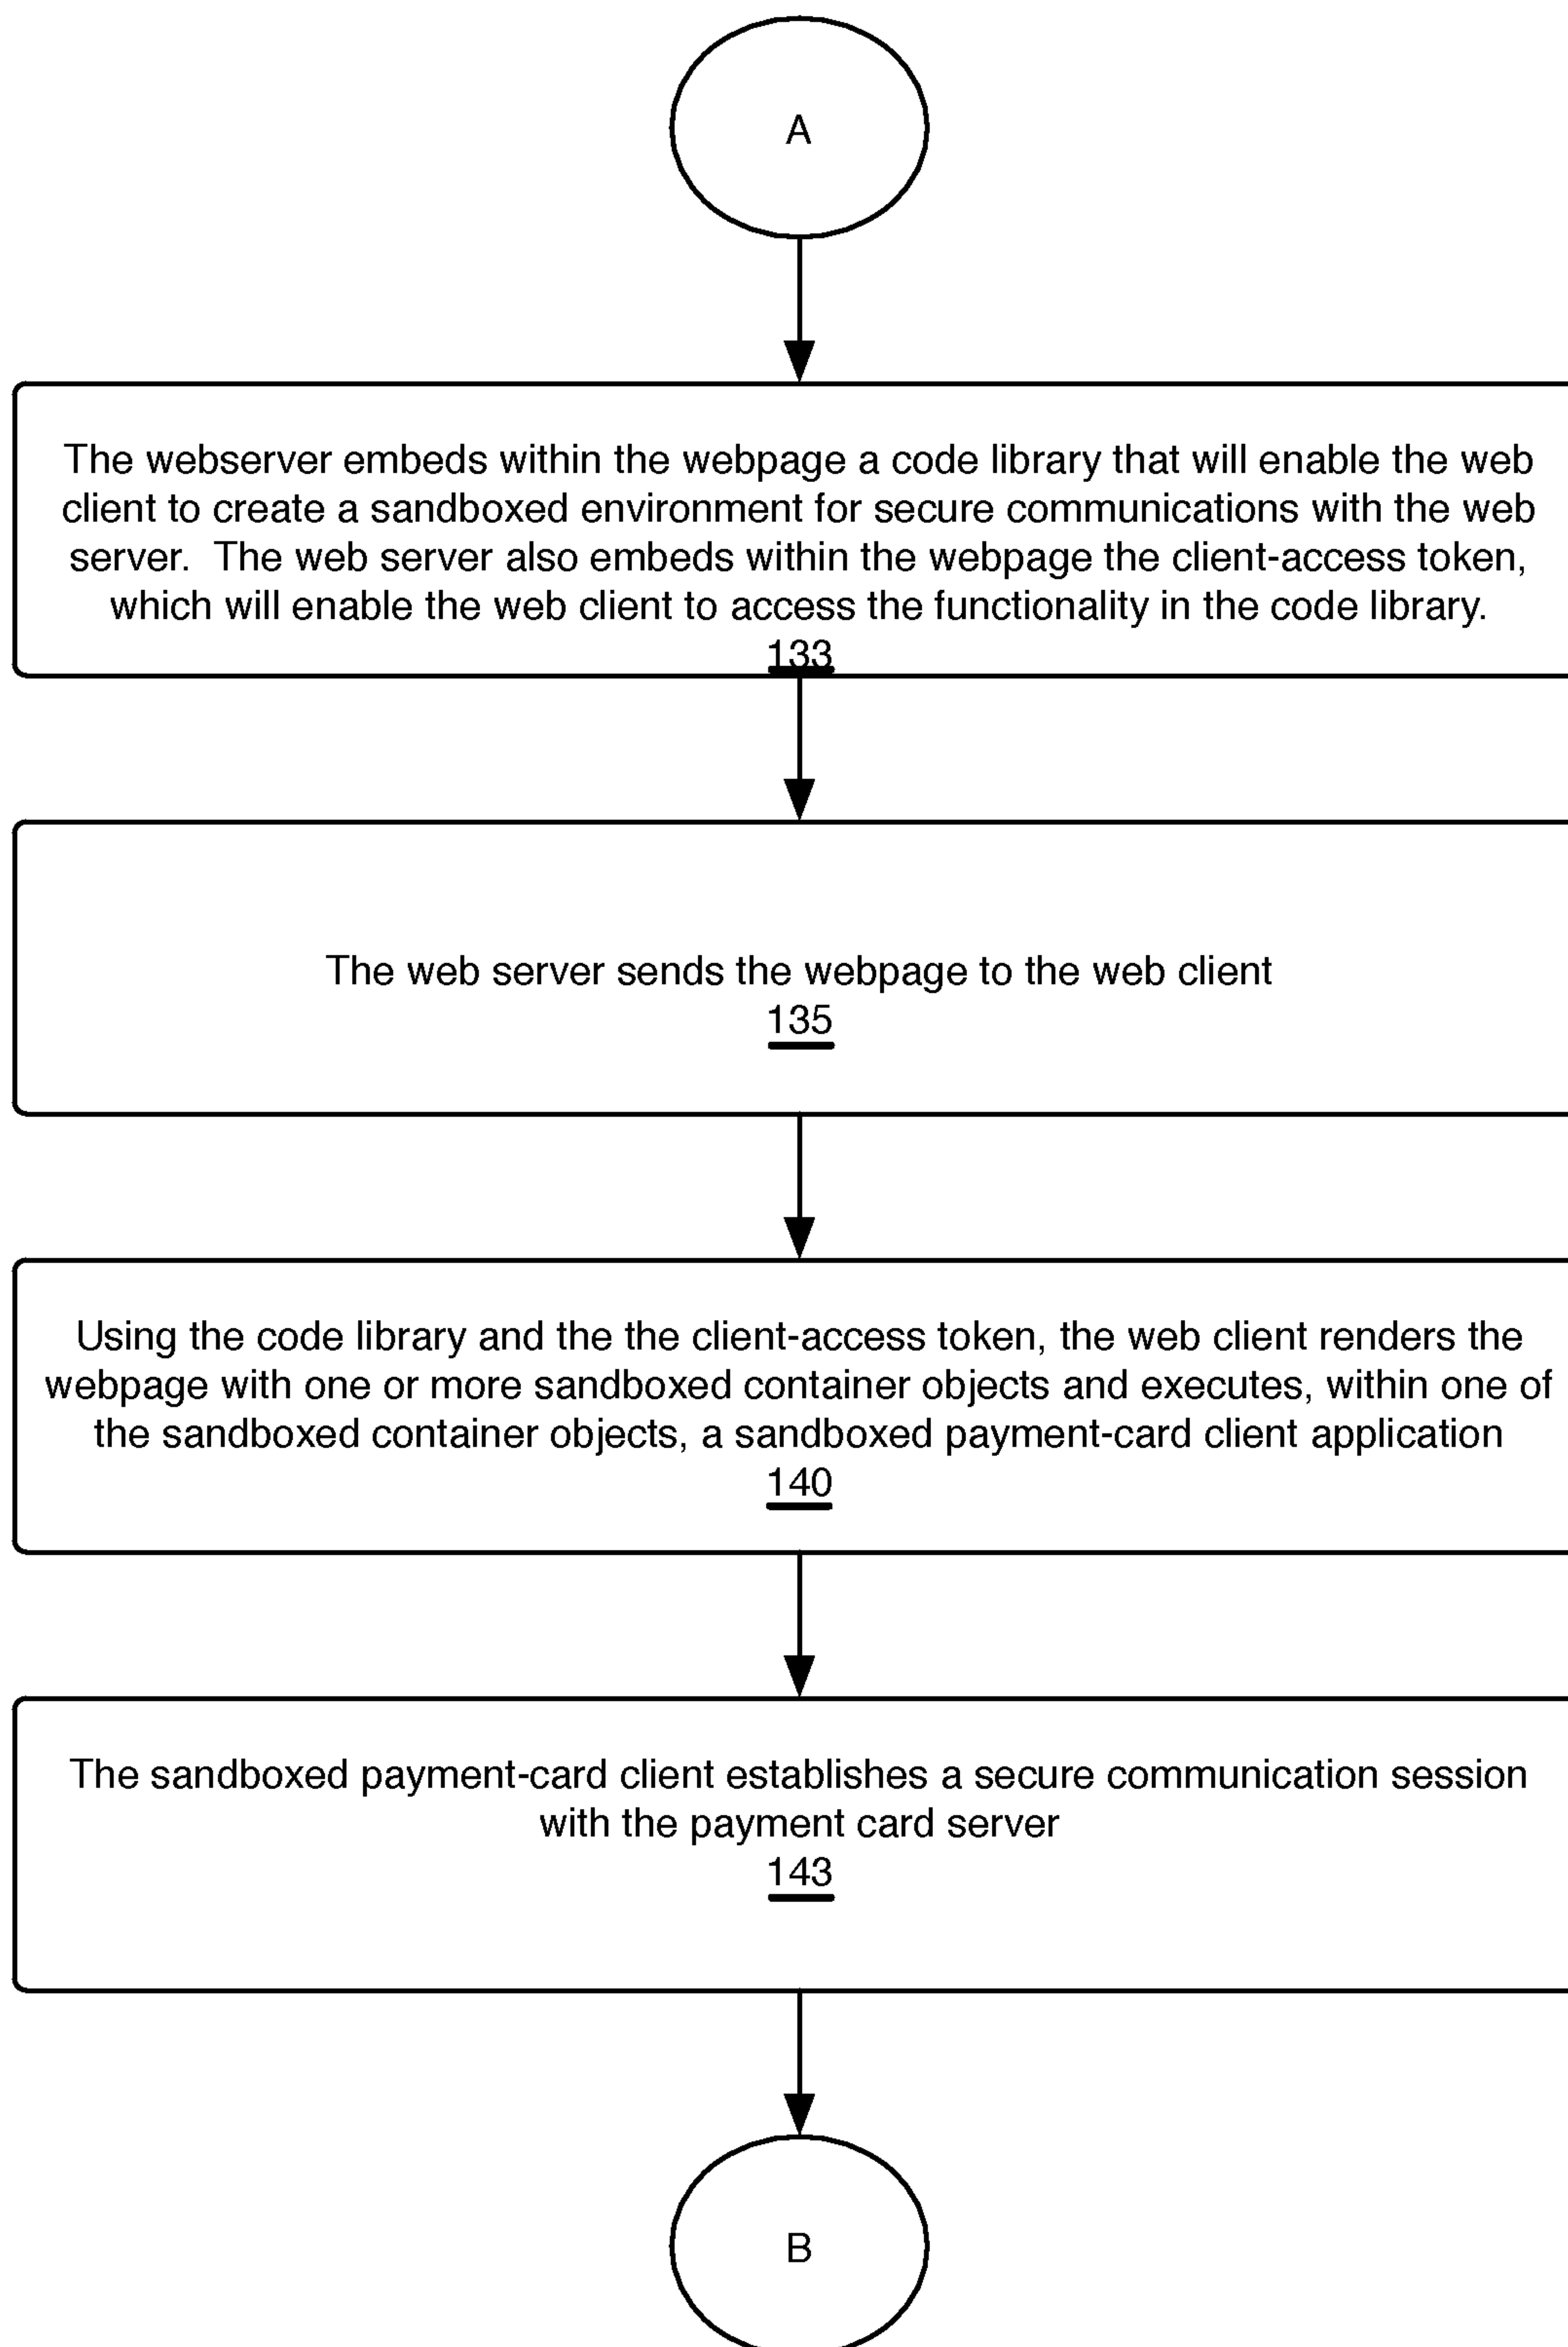 A
The webserver embeds within the webpage a code library that will enable the web
client to create a sandboxed environment for secure communications with the web
server.  The web server also embeds within the webpage the client-access token,
which will enable the web client to access the functionality in the code library.
133
The web server sends the webpage to the web client
135
Using the code library and the the client-access token, the web client renders the
webpage with one or more sandboxed container objects and executes, within one of
the sandboxed container objects, a sandboxed payment-card client application
140
The sandboxed payment-card client establishes a secure communication session
with the payment card server
143
B